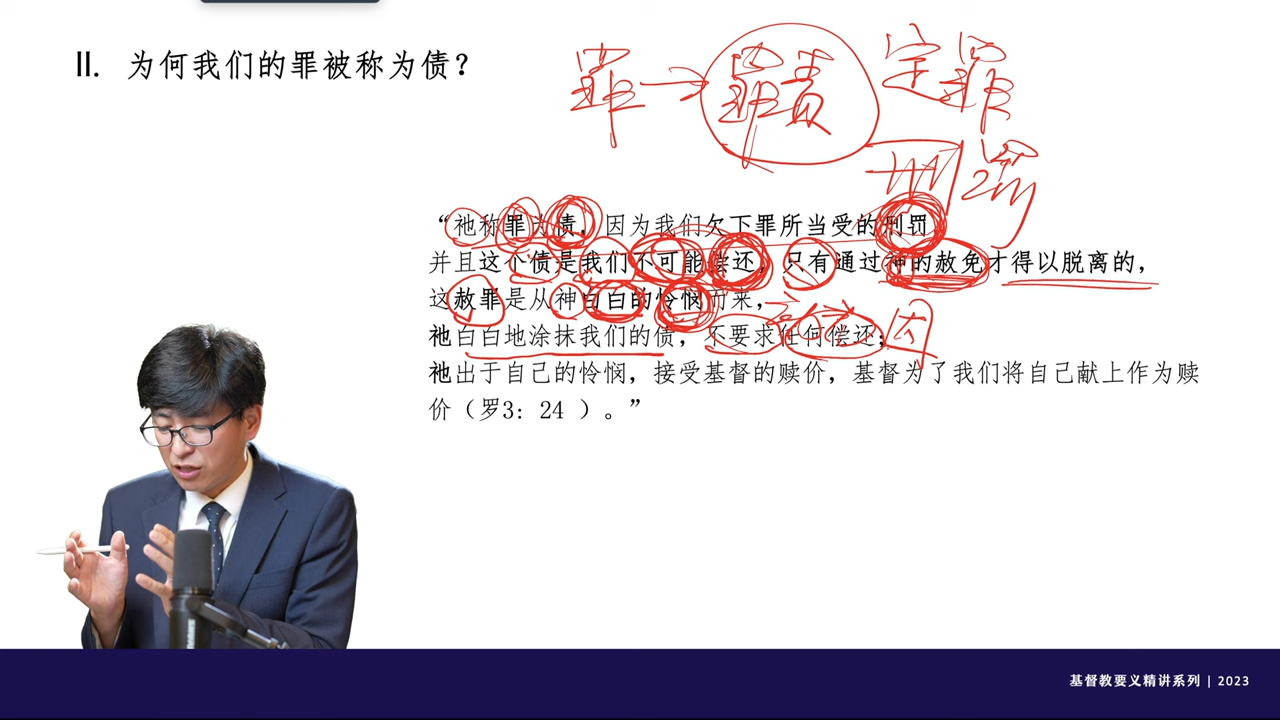 II. 为何我们的罪被称为债?
罪→罪责 定罪
刑罚
“祂称罪为债，因为我们欠下罪所当受的刑罚
并且这个债是我们不可能偿还，只有通过神的赦免才得以脱离的，
这赦罪是从神白白的怜悯而来，
祂白白地涂抹我们的债，不要求任何偿还；
祂出于自己的怜悯，接受基督的赎价，基督为了我们将自己献上作为赎
价（罗3: 24 ）。”
基督教要义精讲系列 | 2023